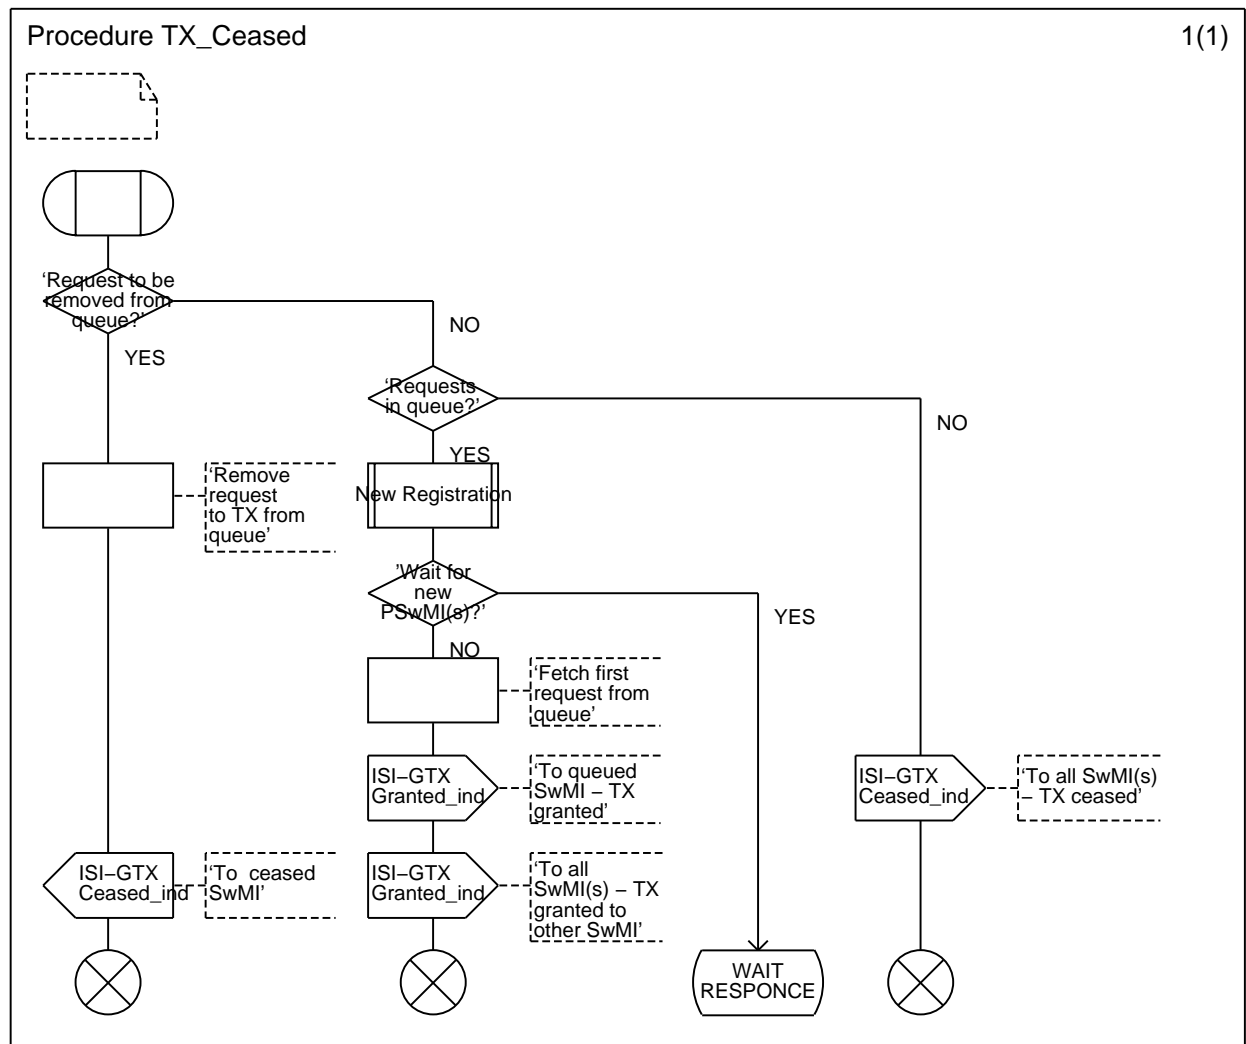 Procedure TX_Ceased
1(1)
‘Request to be
removed from
queue?’
NO
YES
‘Requests
in queue?’
NO
YES
‘Remove
request
to TX from
queue’
New Registration
’Wait for
new
PSwMI(s)?’
YES
NO
‘Fetch first
request from
queue’
ISI–GTX
Granted_ind
‘To queued
SwMI – TX
granted’
ISI–GTX
Ceased_ind
‘To all SwMI(s)
– TX ceased’
ISI–GTX
Ceased_ind
‘To  ceased
SwMI’
ISI–GTX
Granted_ind
‘To all
SwMI(s) – TX
granted to
other SwMI’
WAIT
RESPONCE